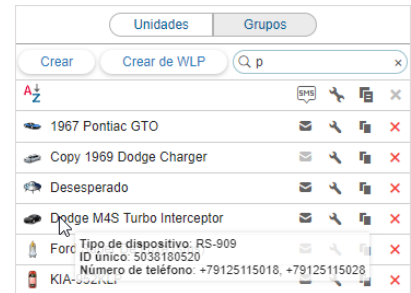 Unidades Grupos
Crear Crear de WLP p x
A Z SMS
1967 Pontiac GTO
Copy 1969 Dodge Charger
Desesperado
Dodge M4S Turbo Interceptor
Ford
Tipo de dispositivo: RS-909
ID único: 5038180520
Número de teléfono: +79125115018, +79125115028